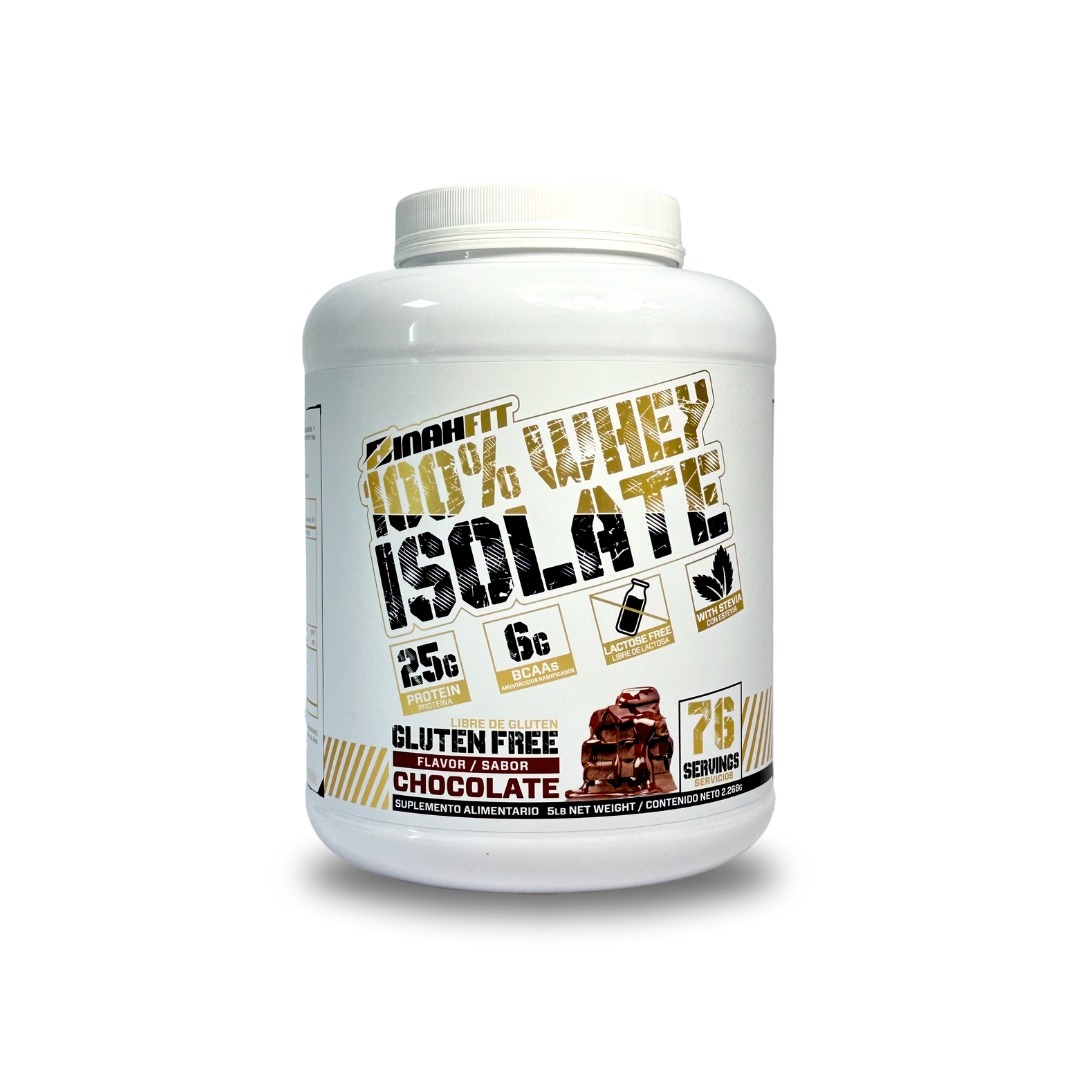 INAHFIT
100% WHEY
ISOLATE
25G
PROTEIN
PROTEÍNA
6G
BCAAs
AMINOÁCIDOS RAMIFICADOS
LACTOSE FREE
LIBRE DE LACTOSA
WITH STEVIA
CON ESTEVIA
LIBRE DE GLUTEN
GLUTEN FREE
FLAVOR / SABOR
CHOCOLATE
76
SERVINGS
SERVICIOS
SUPLEMENTO ALIMENTARIO 5LB NET WEIGHT / CONTENIDO NETO 2.268G